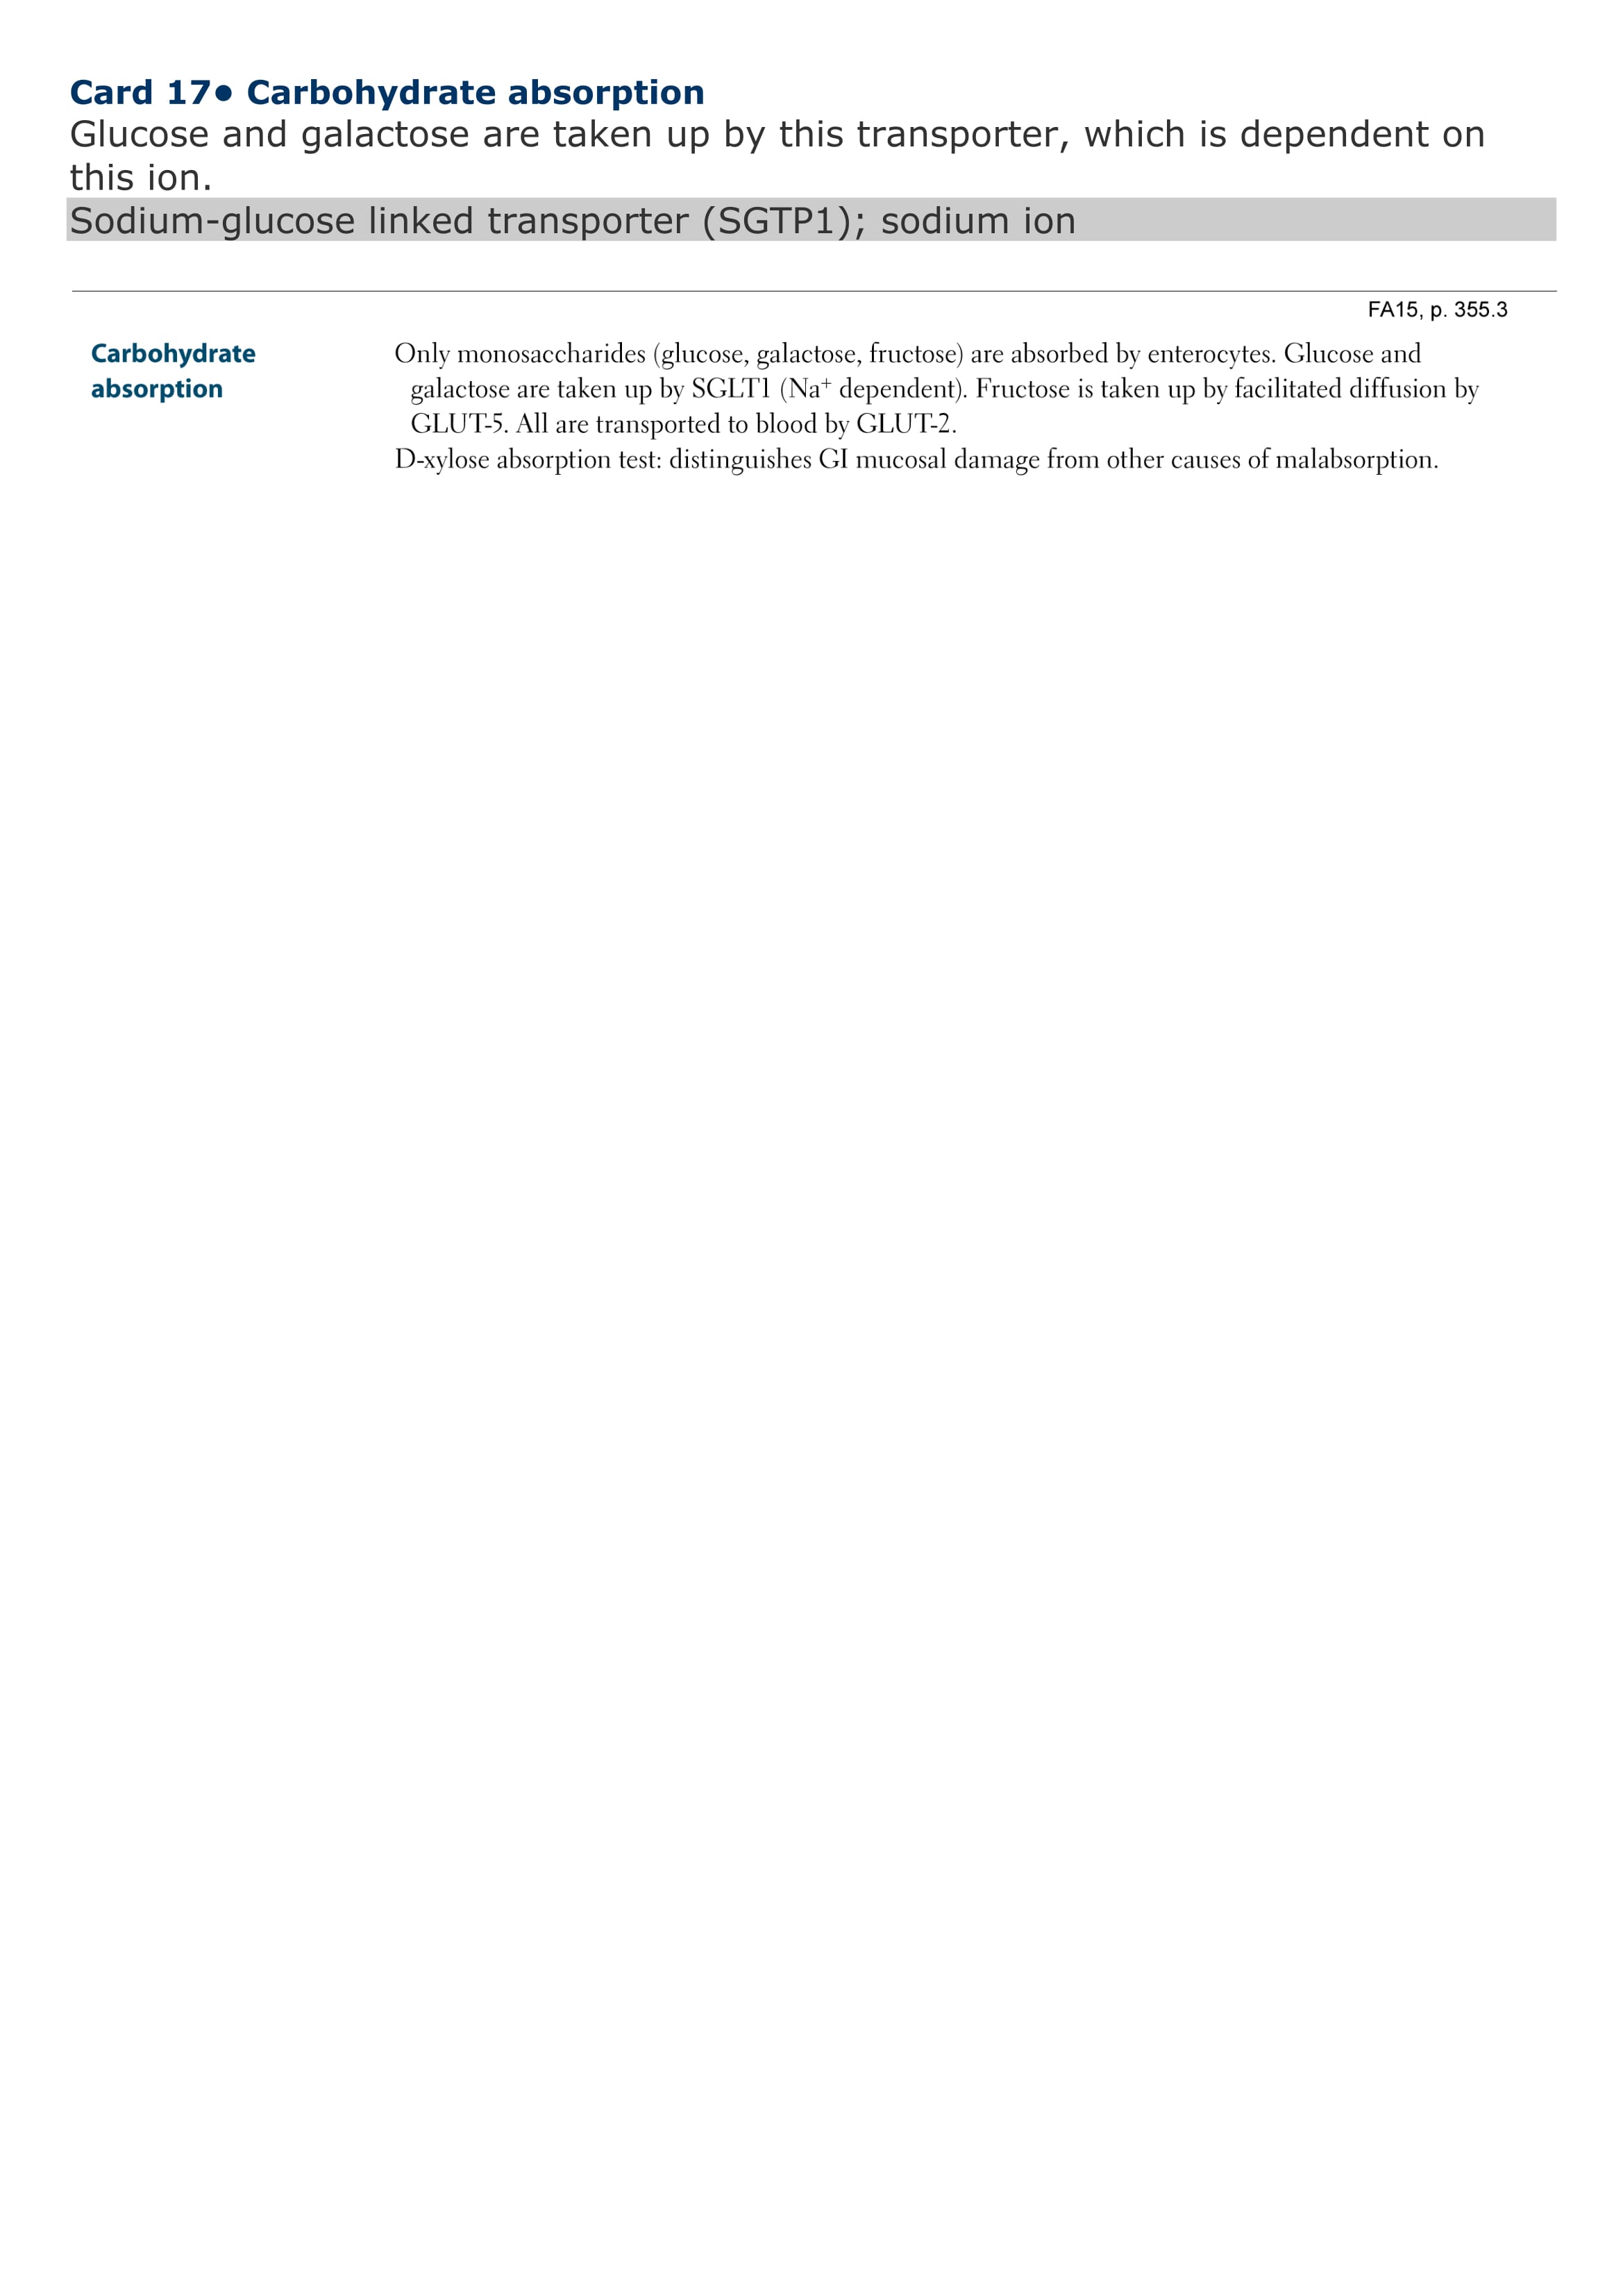 Card 17● Carbohydrate absorption
Glucose and galactose are taken up by this transporter, which is dependent on
this ion.
Sodium-glucose linked transporter (SGTP1); sodium ion
FA15, p. 355.3
Carbohydrate
absorption
Only monosaccharides (glucose, galactose, fructose) are absorbed by enterocytes. Glucose and
galactose are taken up by SGLT1 (Na⁺ dependent). Fructose is taken up by facilitated diffusion by
GLUT-5. All are transported to blood by GLUT-2.
D-xylose absorption test: distinguishes GI mucosal damage from other causes of malabsorption.